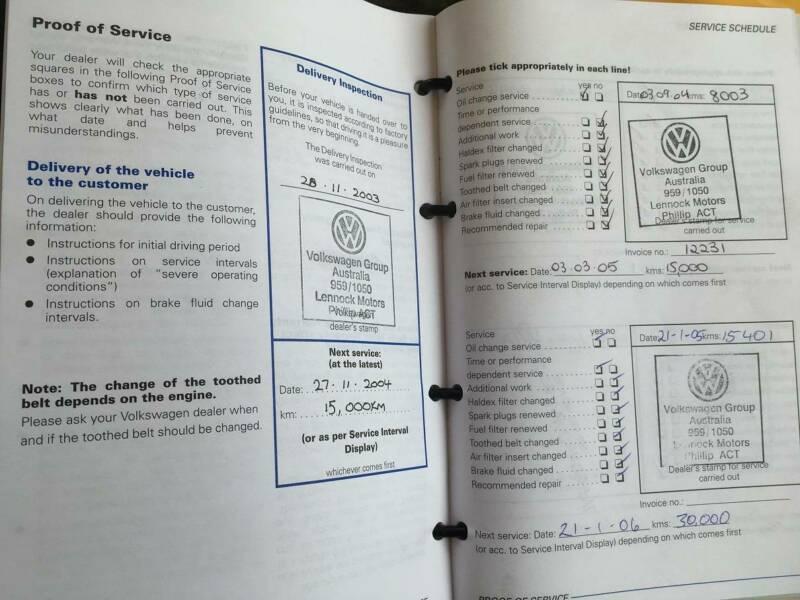 Proof of Service
Your dealer will check the appropriate
squares in the following Proof of Service
boxes to confirm which type of service
has or has not been carried out. This
shows clearly what has been done, on
what date and helps prevent
misunderstandings.
Delivery of the vehicle
to the customer
On delivering the vehicle to the customer,
the dealer should provide the following
information:
● Instructions for initial driving period
● Instructions on service intervals
(explanation of "severe operating
conditions")
● Instructions on brake fluid change
intervals.
Note: The change of the toothed
belt depends on the engine.
Please ask your Volkswagen dealer when
and if the toothed belt should be changed.
Delivery Inspection
Before your vehicle is handed over to
you, it is inspected according to factory
guidelines, so that driving it is a pleasure
from the very beginning.
The Delivery Inspection
was carried out on
28 · 11 · 2003
Volkswagen Group
Australia
959/1050
Lennock Motors
Phillip ACT
Volkswagen
dealer's stamp
Next service:
(at the latest)
Date: 27 · 11 · 2004
km: 15,000KM
(or as per Service Interval
Display)
whichever comes first
SERVICE SCHEDULE
Please tick appropriately in each line!
Service yes no
Oil change service
Time or performance
dependent service
Additional work
Haldex filter changed
Spark plugs renewed
Fuel filter renewed
Toothed belt changed
Air filter insert changed
Brake fluid changed
Recommended repair
Date: 03.09.04 kms: 8003
Volkswagen Group
Australia
959/1050
Lennock Motors
Phillip ACT
Dealer's stamp for service
carried out
Invoice no.: 12231
Next service: Date: 03.03.05 kms: 15,000
(or acc. to Service Interval Display) depending on which comes first
Service yes no
Oil change service
Time or performance
dependent service
Additional work
Haldex filter changed
Spark plugs renewed
Fuel filter renewed
Toothed belt changed
Air filter insert changed
Brake fluid changed
Recommended repair
Date: 21-1-05 kms: 15401
Volkswagen Group
Australia
959/1050
Lennock Motors
Phillip ACT
Dealer's stamp for service
carried out
Invoice no.:
Next service: Date: 21-1-06 kms: 30,000
(or acc. to Service Interval Display) depending on which comes first
PROOF OF SERVICE